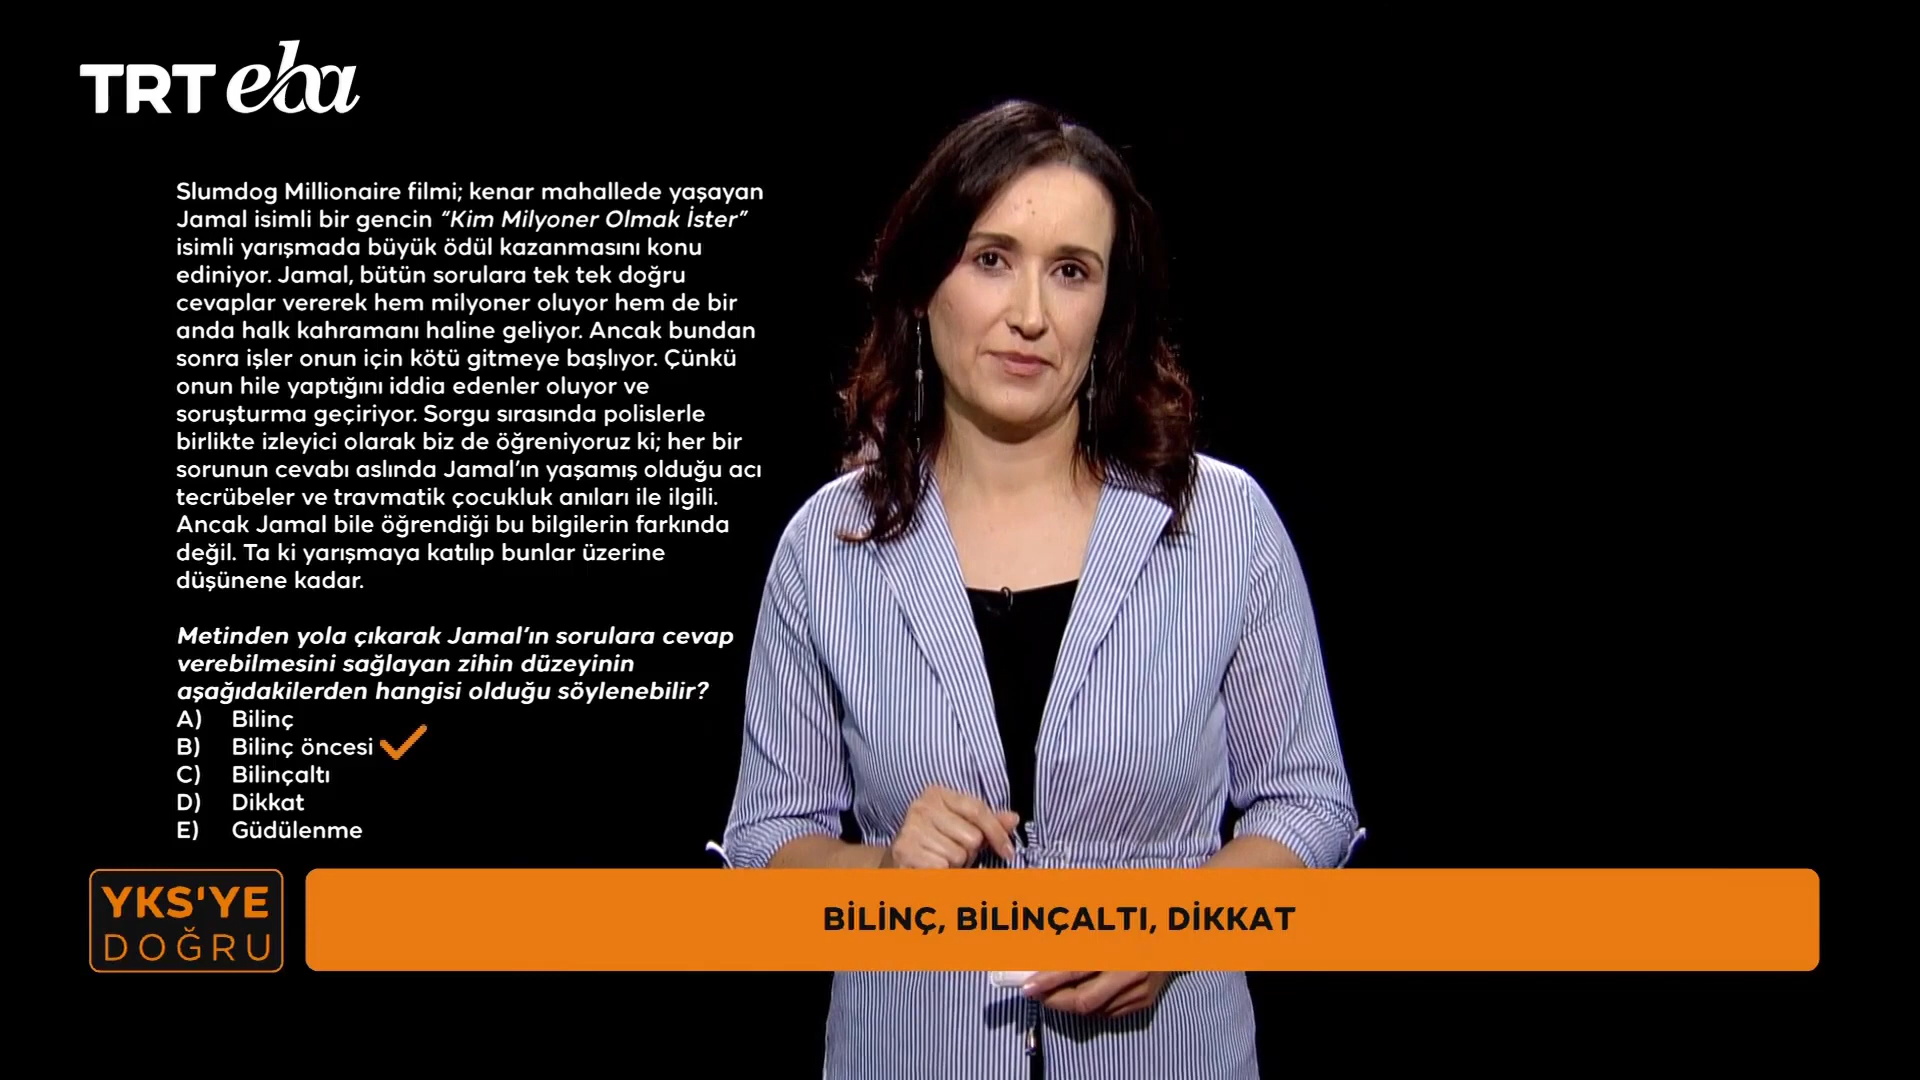 TRT eba
Slumdog Millionaire filmi; kenar mahallede yaşayan
Jamal isimli bir gencin “Kim Milyoner Olmak İster”
isimli yarışmada büyük ödül kazanmasını konu
ediniyor. Jamal, bütün sorulara tek tek doğru
cevaplar vererek hem milyoner oluyor hem de bir
anda halk kahramanı haline geliyor. Ancak bundan
sonra işler onun için kötü gitmeye başlıyor. Çünkü
onun hile yaptığını iddia edenler oluyor ve
soruşturma geçiriyor. Sorgu sırasında polislerle
birlikte izleyici olarak biz de öğreniyoruz ki; her bir
sorunun cevabı aslında Jamal’ın yaşamış olduğu acı
tecrübeler ve travmatik çocukluk anıları ile ilgili.
Ancak Jamal bile öğrendiği bu bilgilerin farkında
değil. Ta ki yarışmaya katılıp bunlar üzerine
düşünene kadar.
Metinden yola çıkarak Jamal’ın sorulara cevap
verebilmesini sağlayan zihin düzeyinin
aşağıdakilerden hangisi olduğu söylenebilir?
A) Bilinç
B) Bilinç öncesi
C) Bilinçaltı
D) Dikkat
E) Güdülenme
YKS'YE
DOĞRU
BİLİNÇ, BİLİNÇALTI, DİKKAT